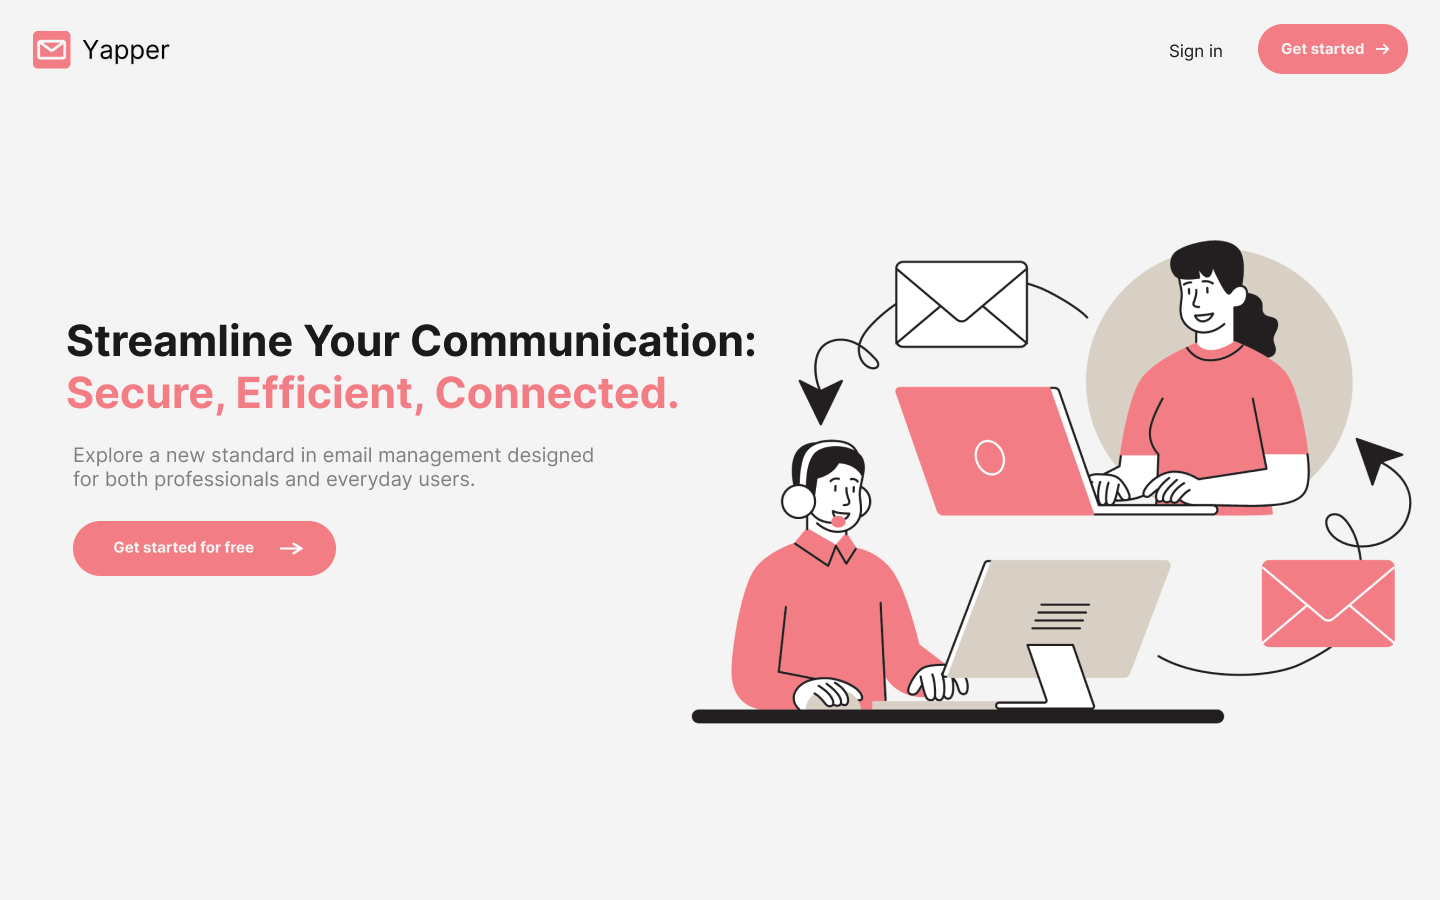 Yapper
Sign in
Get started
Streamline Your Communication:
Secure, Efficient, Connected.
Explore a new standard in email management designed
for both professionals and everyday users.
Get started for free